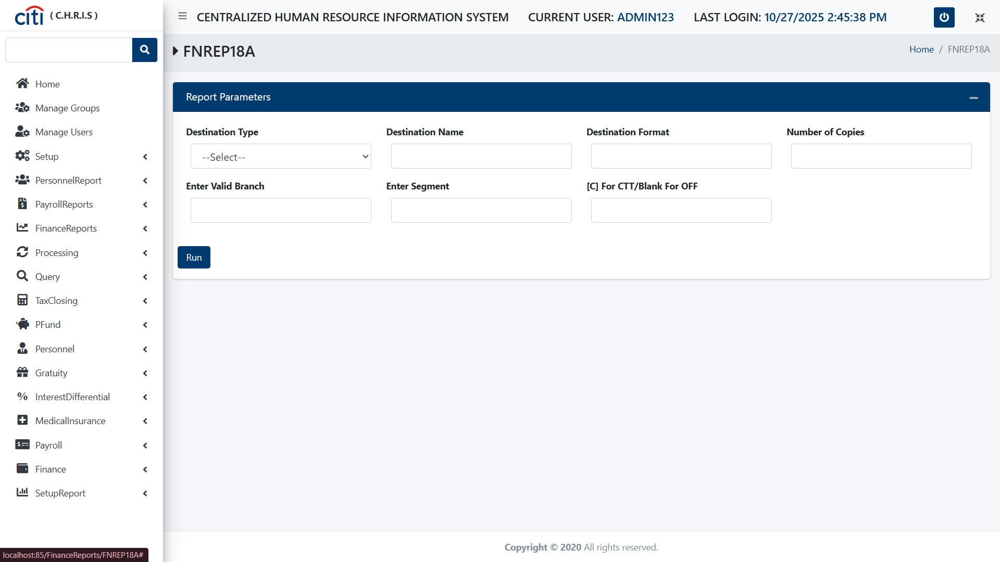 citi ( C.H.R.I.S )
CENTRALIZED HUMAN RESOURCE INFORMATION SYSTEM CURRENT USER: ADMIN123 LAST LOGIN: 10/27/2025 2:45:38 PM
FNREP18A
Home / FNREP18A
Home
Manage Groups
Manage Users
Setup
PersonnelReport
PayrollReports
FinanceReports
Processing
Query
TaxClosing
PFund
Personnel
Gratuity
% InterestDifferential
MedicalInsurance
Payroll
Finance
SetupReport
Report Parameters
Destination Type Destination Name Destination Format Number of Copies
--Select--
Enter Valid Branch Enter Segment [C] For CTT/Blank For OFF
Run
Copyright © 2020 All rights reserved.
localhost:85/FinanceReports/FNREP18A#